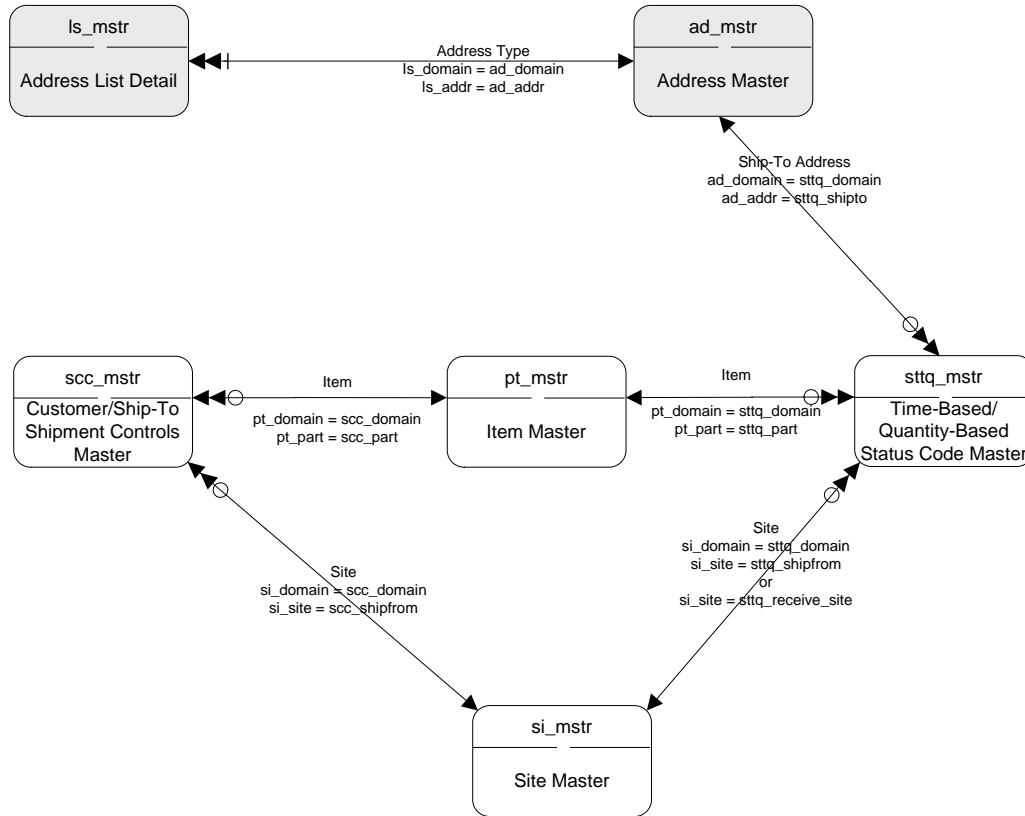 ls_mstr
Address List Detail
Address Type
ls_domain = ad_domain
ls_addr = ad_addr
ad_mstr
Address Master
Ship-To Address
ad_domain = sttq_domain
ad_addr = sttq_shipto
scc_mstr
Customer/Ship-To
Shipment Controls
Master
Item
pt_domain = scc_domain
pt_part = scc_part
pt_mstr
Item Master
Item
pt_domain = sttq_domain
pt_part = sttq_part
sttq_mstr
Time-Based/
Quantity-Based
Status Code Master
Site
si_domain = scc_domain
si_site = scc_shipfrom
Site
si_domain = sttq_domain
si_site = sttq_shipfrom
or
si_site = sttq_receive_site
si_mstr
Site Master